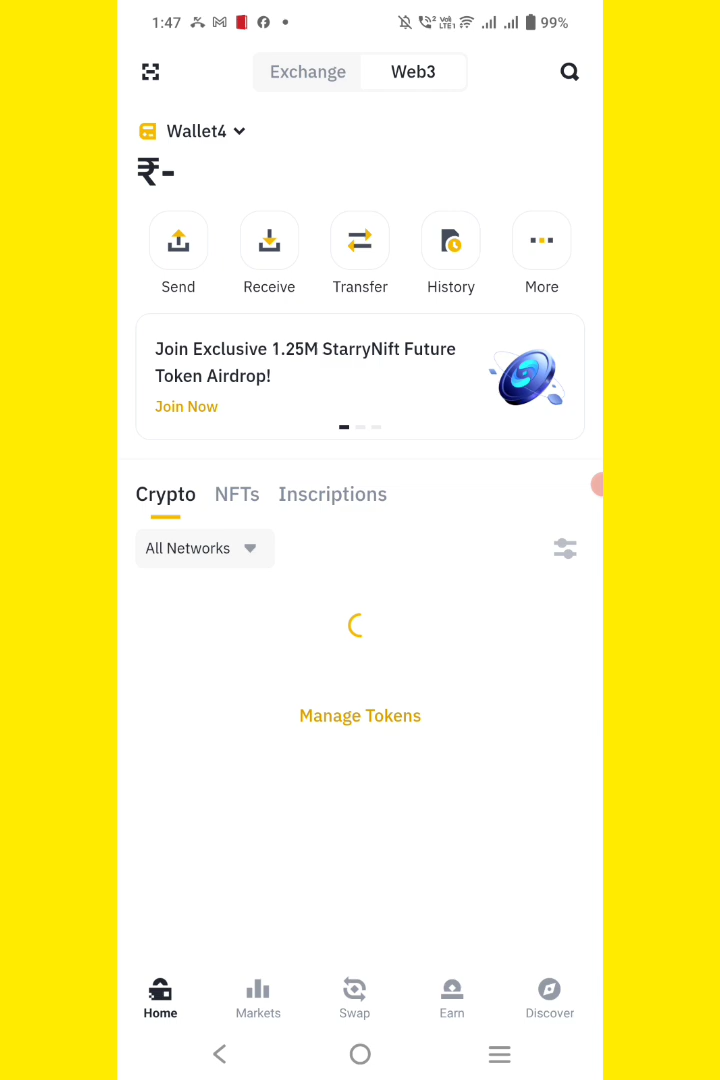 1:47
99%
Exchange
Web3
Wallet4
₹-
Send
Receive
Transfer
History
More
Join Exclusive 1.25M StarryNift Future
Token Airdrop!
Join Now
Crypto
NFTs
Inscriptions
All Networks
Manage Tokens
Home
Markets
Swap
Earn
Discover